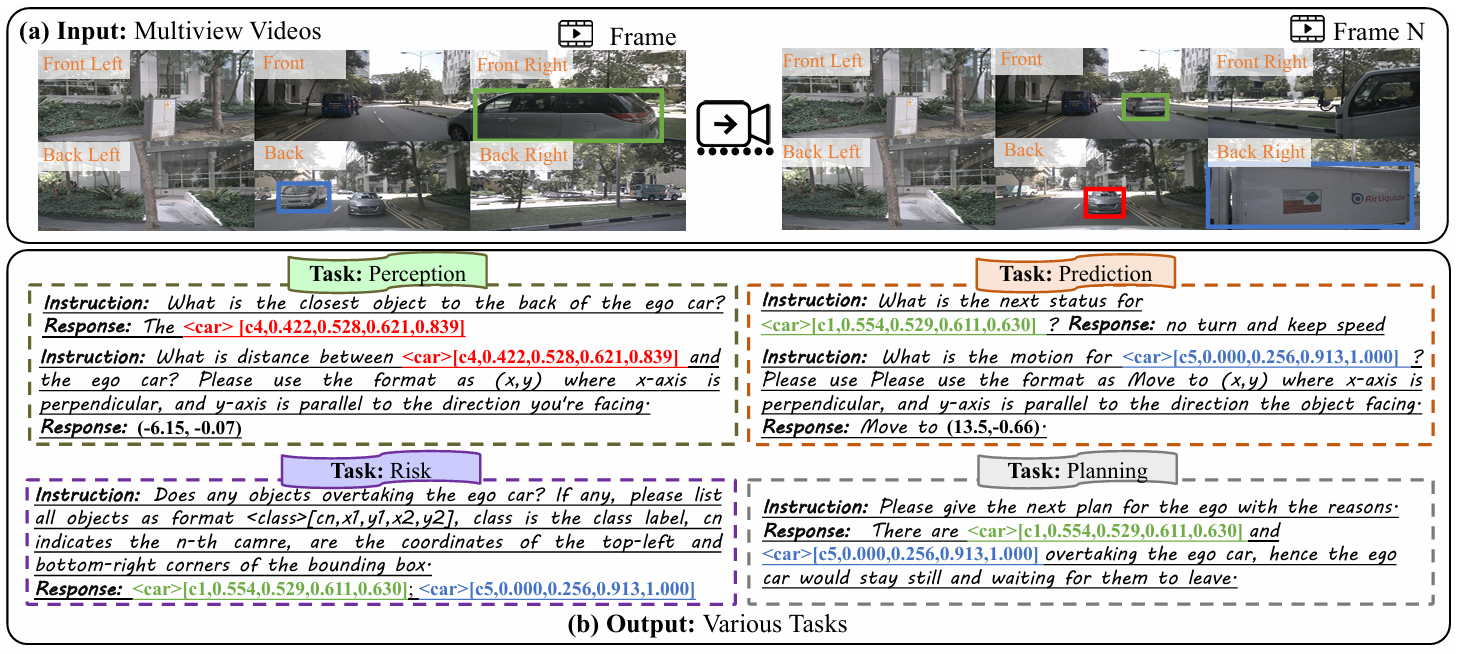 (a) Input: Multiview Videos
Frame
Frame N
Front Left
Front
Front Right
Back Left
Back
Back Right
Front Left
Front
Front Right
Back Left
Back
Back Right
Air Liquide
Task: Perception
Instruction: What is the closest object to the back of the ego car?
Response: The <car> [c4,0.422,0.528,0.621,0.839]
Instruction: What is distance between <car>[c4,0.422,0.528,0.621,0.839] and
the ego car? Please use the format as (x,y) where x-axis is
perpendicular, and y-axis is parallel to the direction you're facing.
Response: (-6.15, -0.07)
Task: Prediction
Instruction: What is the next status for
<car>[c1,0.554,0.529,0.611,0.630] ? Response: no turn and keep speed
Instruction: What is the motion for <car>[c5,0.000,0.256,0.913,1.000] ?
Please use Please use the format as Move to (x,y) where x-axis is
perpendicular, and y-axis is parallel to the direction the object facing.
Response: Move to (13.5,-0.66).
Task: Risk
Instruction: Does any objects overtaking the ego car? If any, please list
all objects as format <class>[cn,x1,y1,x2,y2], class is the class label, cn
indicates the n-th camre, are the coordinates of the top-left and
bottom-right corners of the bounding box.
Response: <car>[c1,0.554,0.529,0.611,0.630]; <car>[c5,0.000,0.256,0.913,1.000]
Task: Planning
Instruction: Please give the next plan for the ego with the reasons.
Response: There are <car>[c1,0.554,0.529,0.611,0.630] and
<car>[c5,0.000,0.256,0.913,1.000] overtaking the ego car, hence the ego
car would stay still and waiting for them to leave.
(b) Output: Various Tasks